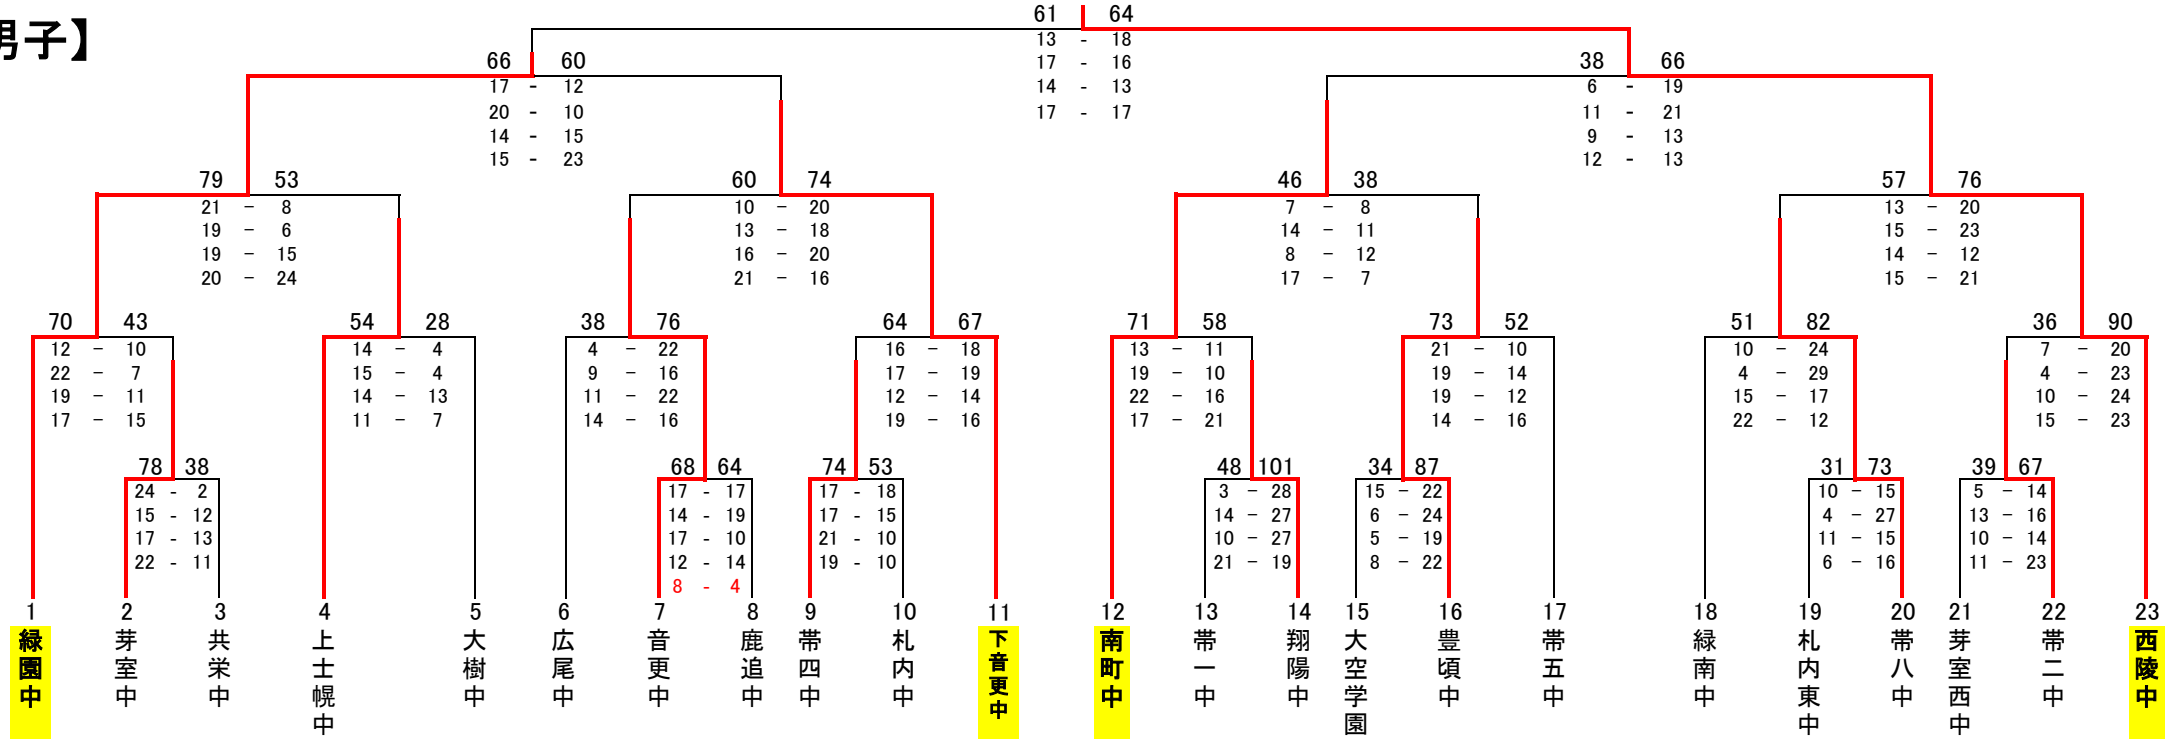 男子】
61 64
13 - 18
17 - 16
14 - 13
17 - 17
66 60
17 - 12
20 - 10
14 - 15
15 - 23
38 66
6 - 19
11 - 21
9 - 13
12 - 13
79 53
21 - 8
19 - 6
19 - 15
20 - 24
60 74
10 - 20
13 - 18
16 - 20
21 - 16
46 38
7 - 8
14 - 11
8 - 12
17 - 7
57 76
13 - 20
15 - 23
14 - 12
15 - 21
70 43
12 - 10
22 - 7
19 - 11
17 - 15
54 28
14 - 4
15 - 4
14 - 13
11 - 7
38 76
4 - 22
9 - 16
11 - 22
14 - 16
64 67
16 - 18
17 - 19
12 - 14
19 - 16
71 58
13 - 11
19 - 10
22 - 16
17 - 21
73 52
21 - 10
19 - 14
19 - 12
14 - 16
51 82
10 - 24
4 - 29
15 - 17
22 - 12
36 90
7 - 20
4 - 23
10 - 24
15 - 23
78 38
24 - 2
15 - 12
17 - 13
22 - 11
68 64
17 - 17
14 - 19
17 - 10
12 - 14
8 - 4
74 53
17 - 18
17 - 15
21 - 10
19 - 10
48 101
3 - 28
14 - 27
10 - 27
21 - 19
34 87
15 - 22
6 - 24
5 - 19
8 - 22
31 73
10 - 15
4 - 27
11 - 15
6 - 16
39 67
5 - 14
13 - 16
10 - 14
11 - 23
1 2 3 4 5 6 7 8 9 10 11 12 13 14 15 16 17 18 19 20 21 22 23
緑園中
芽室中
共栄中
上士幌中
大樹中
広尾中
音更中
鹿追中
帯四中
札内中
下音更中
南町中
帯一中
翔陽中
大空学園
豊頃中
帯五中
緑南中
札内東中
帯八中
芽室西中
帯二中
西陵中